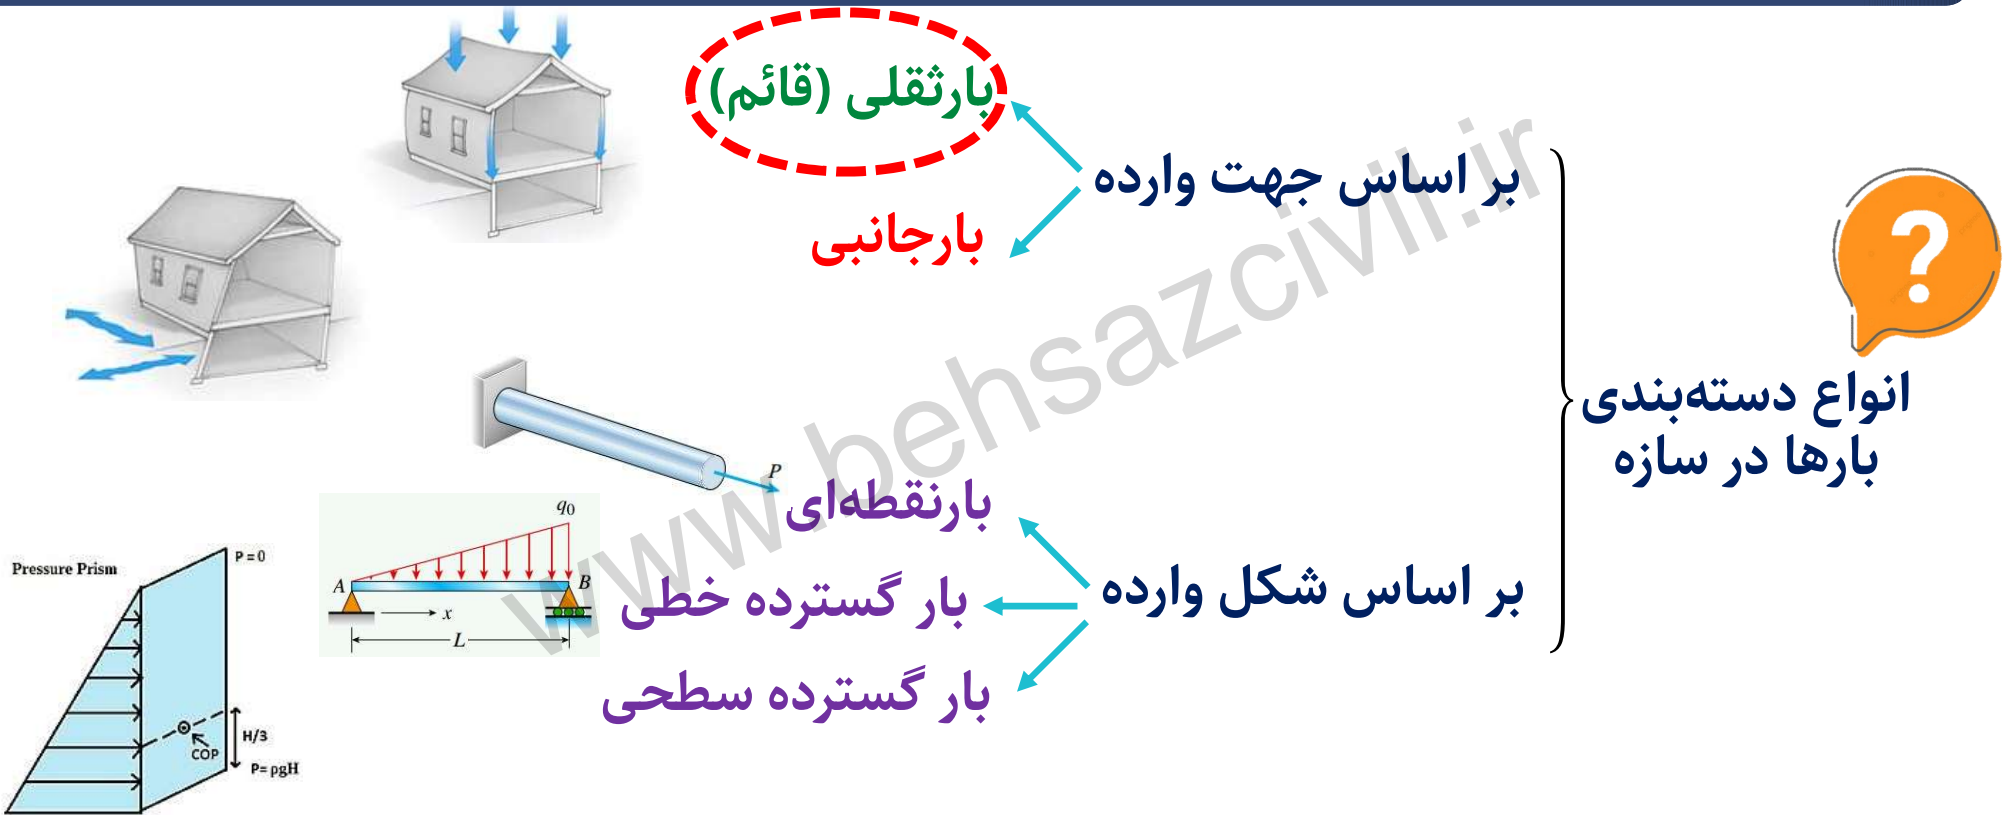 انواع دسته‌بندی
بارها در سازه
بر اساس جهت وارده
بارثقلی (قائم)
بارجانبی
بر اساس شکل وارده
بارنقطه‌ای
بار گسترده خطی
بار گسترده سطحی
?
P
q0
A
B
x
L
Pressure Prism
P = 0
H/3
COP
P= ρgH
www.behsazcivil.ir